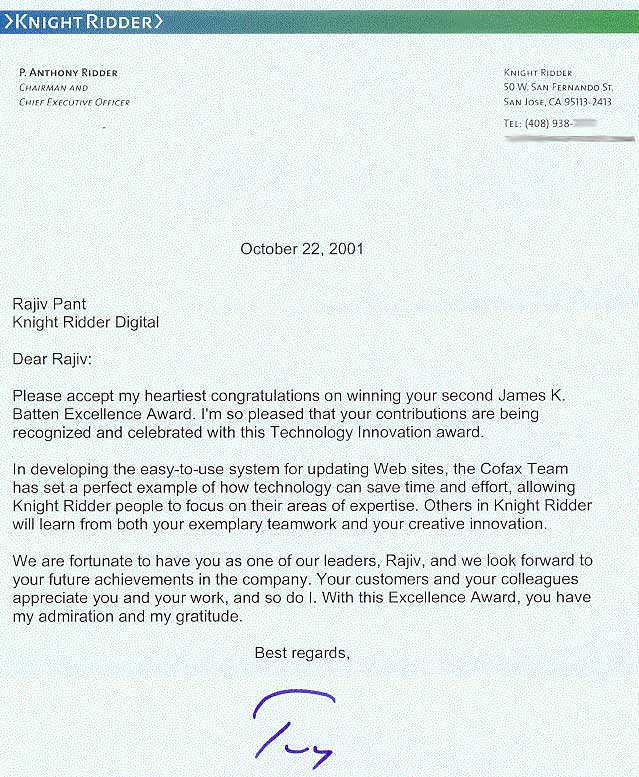 >KNIGHTRIDDER>
P. ANTHONY RIDDER
CHAIRMAN AND
CHIEF EXECUTIVE OFFICER
KNIGHT RIDDER
50 W. SAN FERNANDO ST.
SAN JOSE, CA 95113-2413
TEL: (408) 938-
October 22, 2001
Rajiv Pant
Knight Ridder Digital
Dear Rajiv:
Please accept my heartiest congratulations on winning your second James K.
Batten Excellence Award. I'm so pleased that your contributions are being
recognized and celebrated with this Technology Innovation award.
In developing the easy-to-use system for updating Web sites, the Cofax Team
has set a perfect example of how technology can save time and effort, allowing
Knight Ridder people to focus on their areas of expertise. Others in Knight Ridder
will learn from both your exemplary teamwork and your creative innovation.
We are fortunate to have you as one of our leaders, Rajiv, and we look forward to
your future achievements in the company. Your customers and your colleagues
appreciate you and your work, and so do I. With this Excellence Award, you have
my admiration and my gratitude.
Best regards,